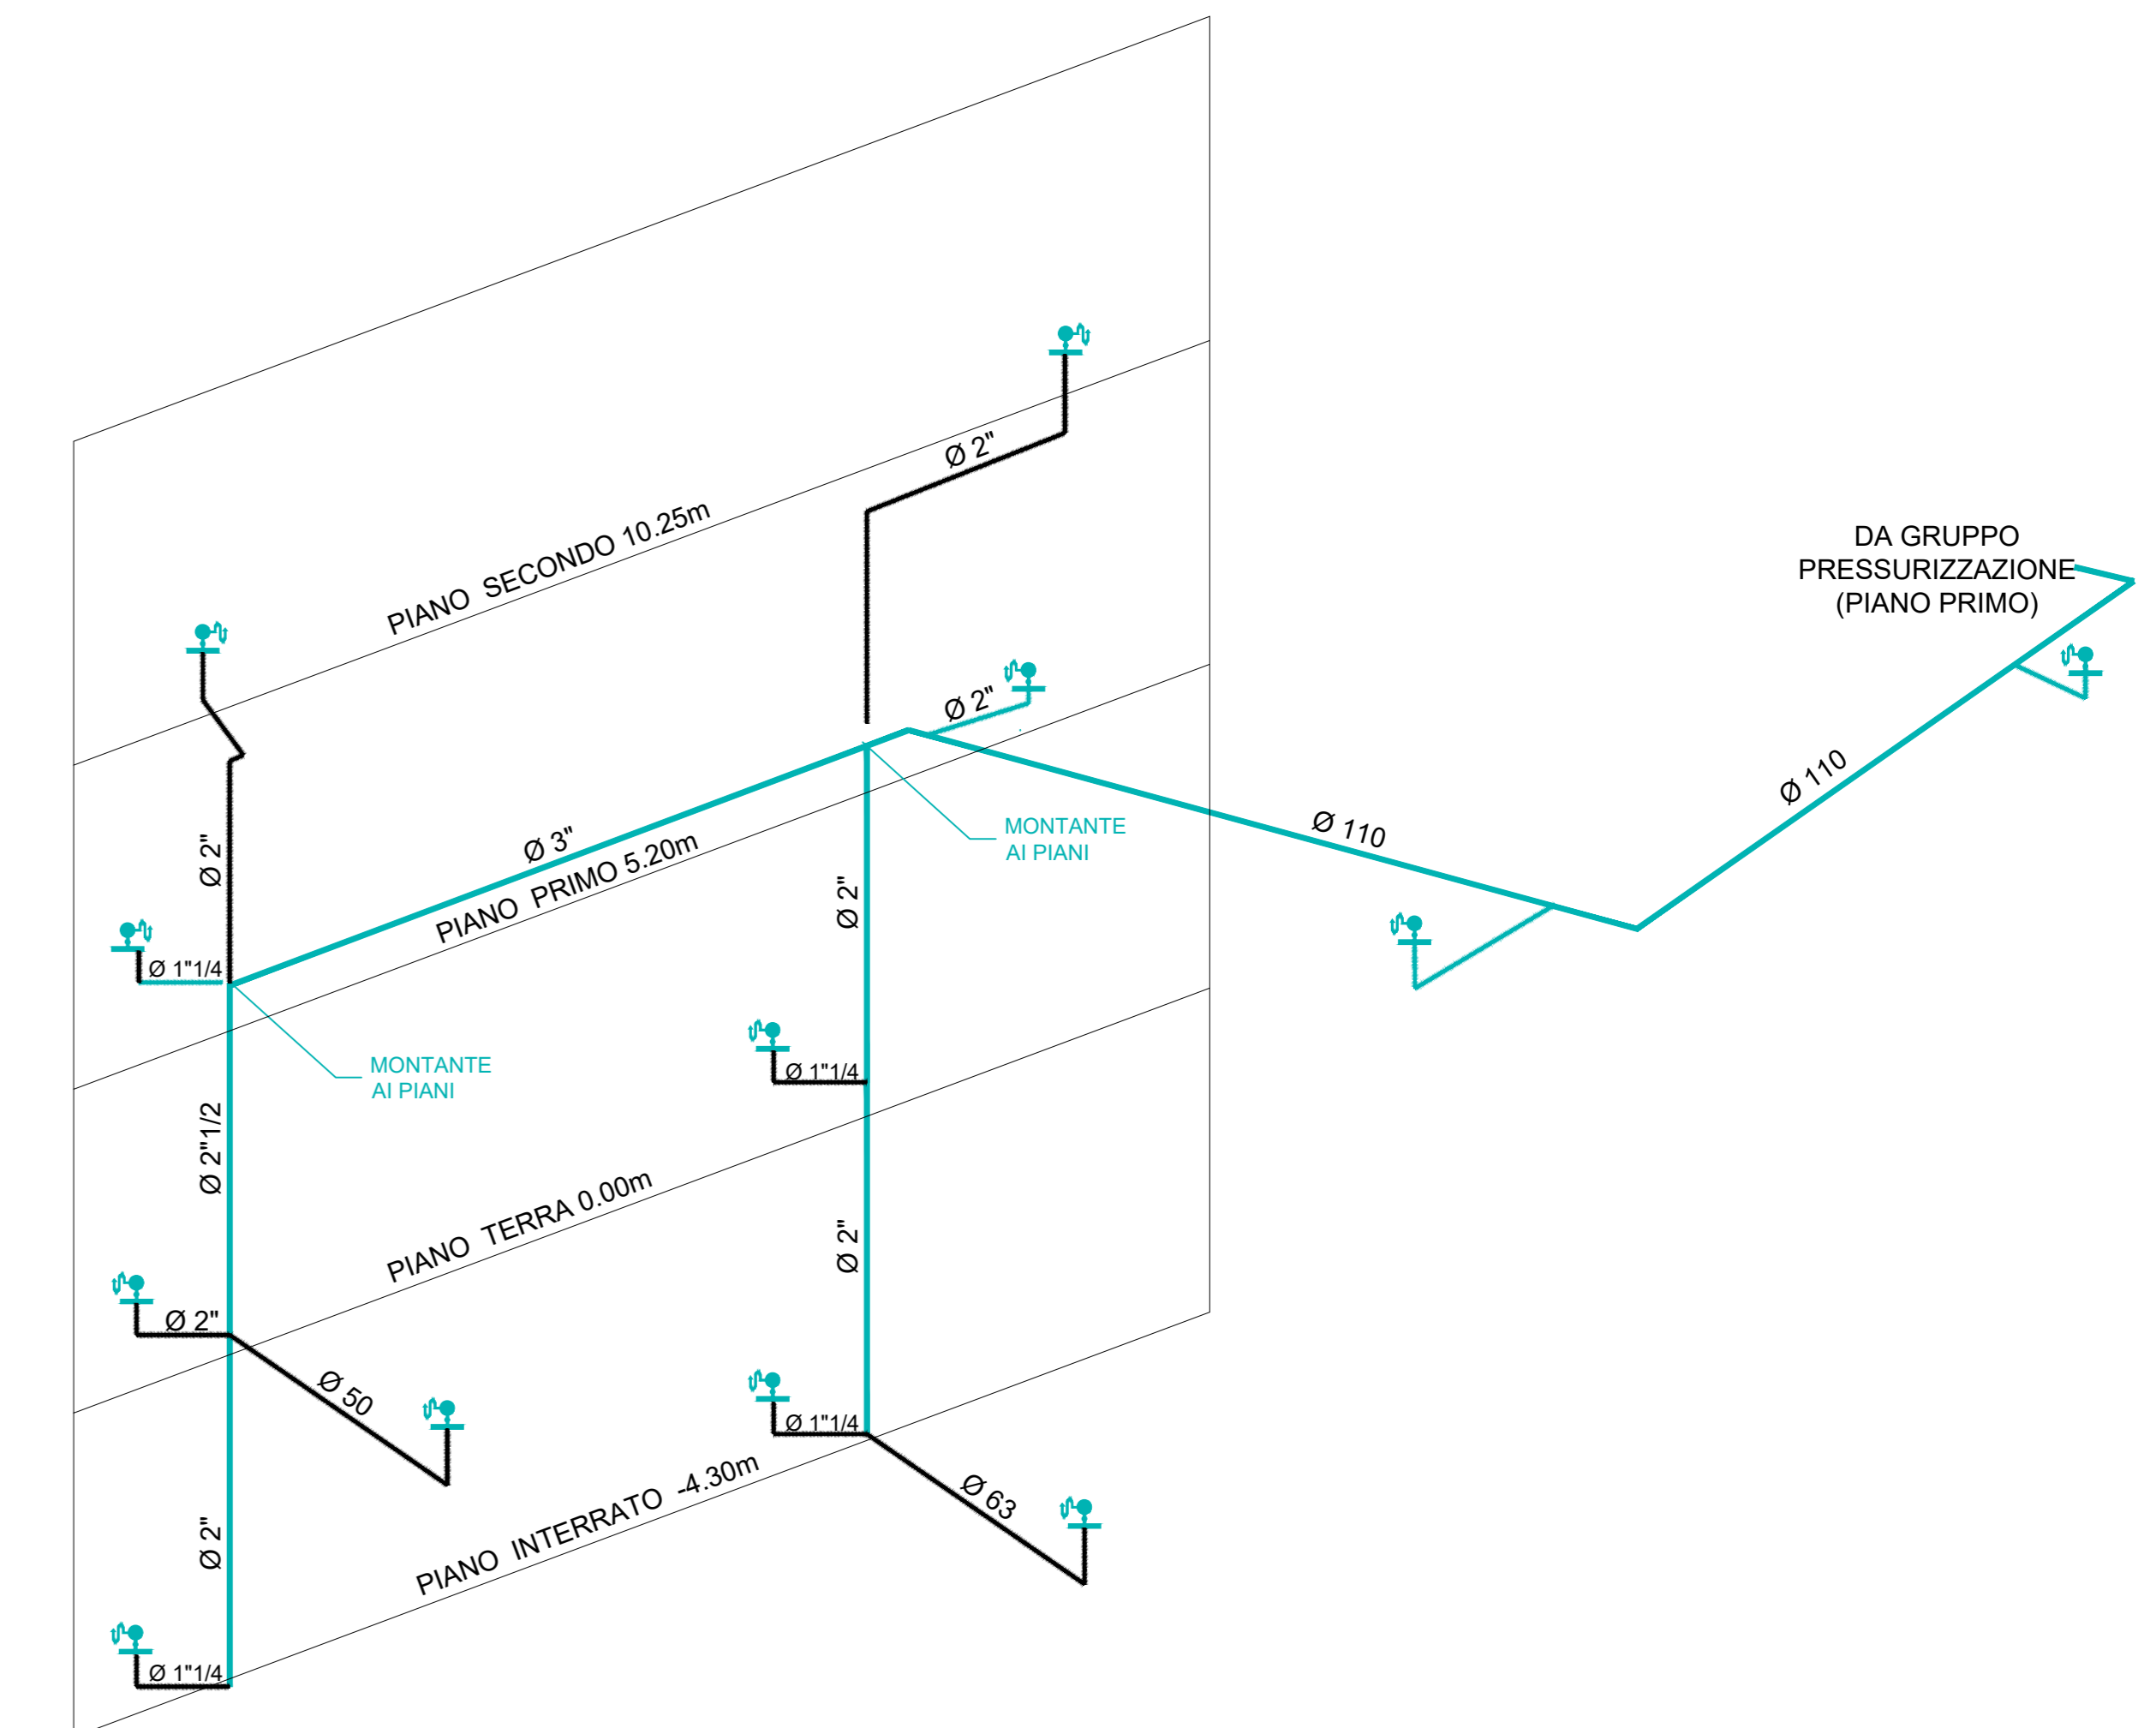 Ø 2"
PIANO SECONDO 10.25m
DA GRUPPO
PRESSURIZZAZIONE
(PIANO PRIMO)
Ø 2"
Ø 110
Ø 110
MONTANTE
AI PIANI
Ø 3"
PIANO PRIMO 5.20m
Ø 2"
Ø 2"
Ø 1"1/4
MONTANTE
AI PIANI
Ø 1"1/4
Ø 2"1/2
PIANO TERRA 0.00m
Ø 2"
Ø 2"
Ø 50
Ø 1"1/4
PIANO INTERRATO -4.30m
Ø 63
Ø 2"
Ø 1"1/4